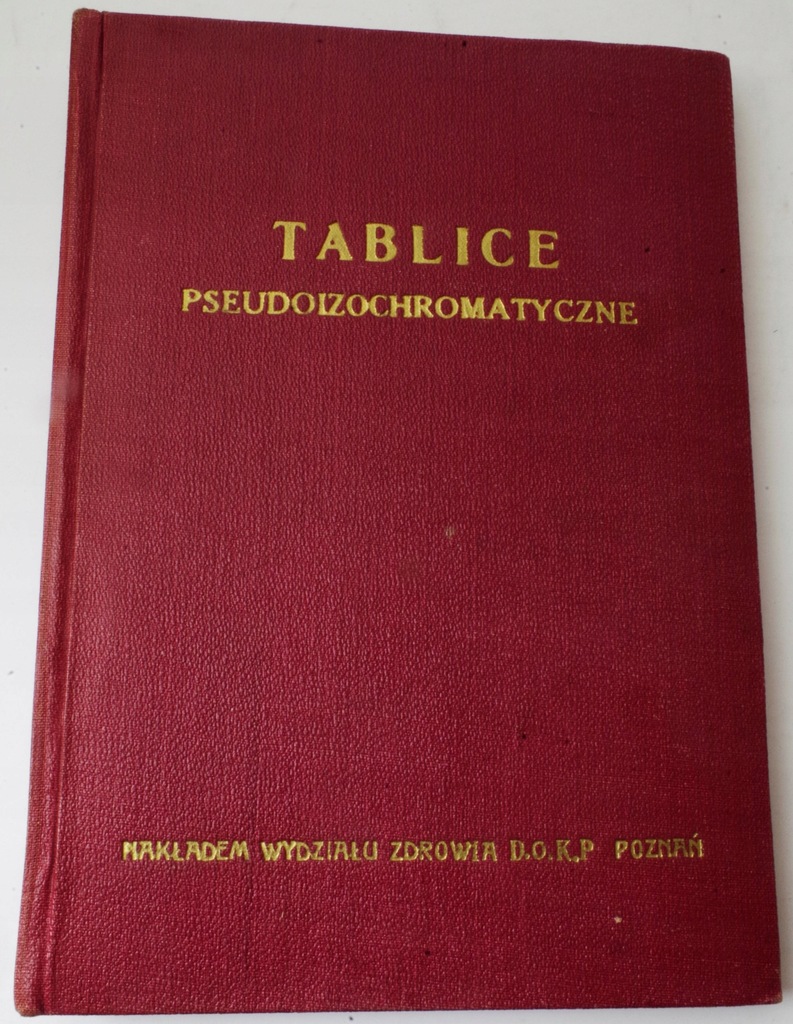 TABLICE
PSEUDOIZOCHROMATYCZNE
NAKŁADEM WYDZIAŁU ZDROWIA D.O.K.P POZNAŃ